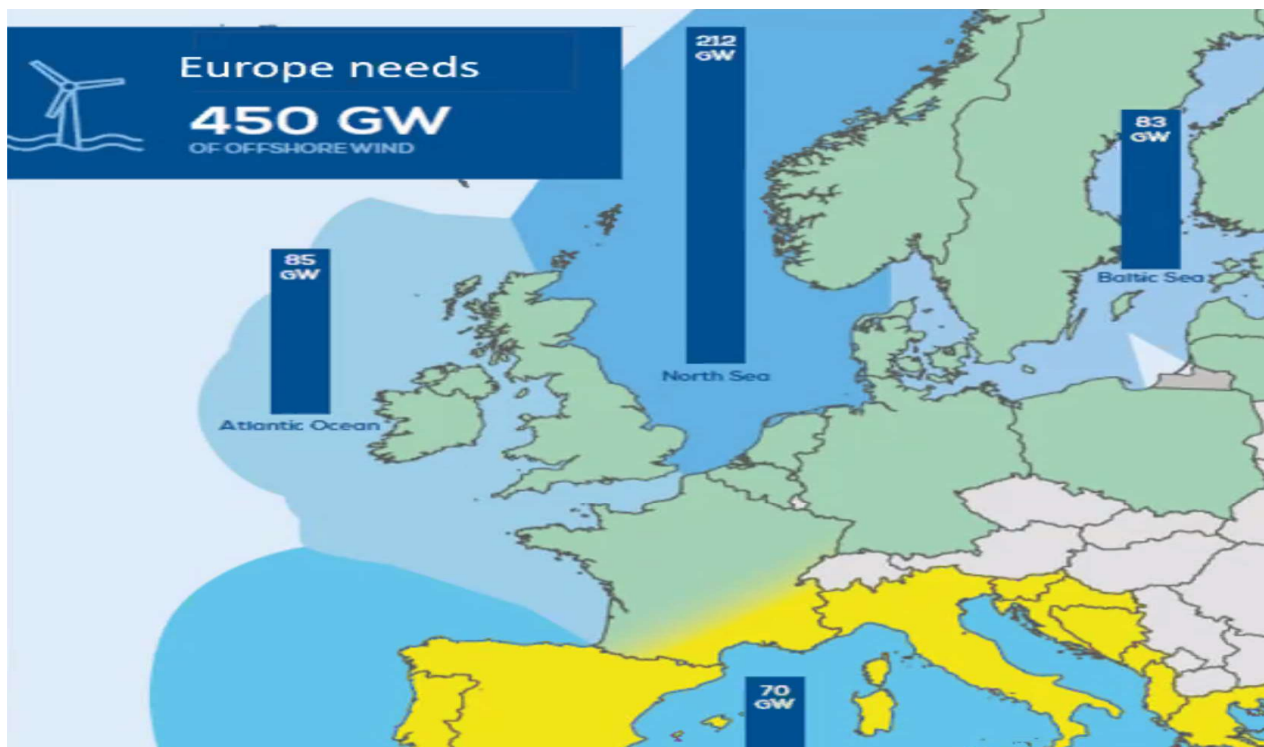 Europe needs
450 GW
OF OFFSHORE WIND
212
GW
83
GW
Baltic Sea
85
GW
Atlantic Ocean
North Sea
70
GW